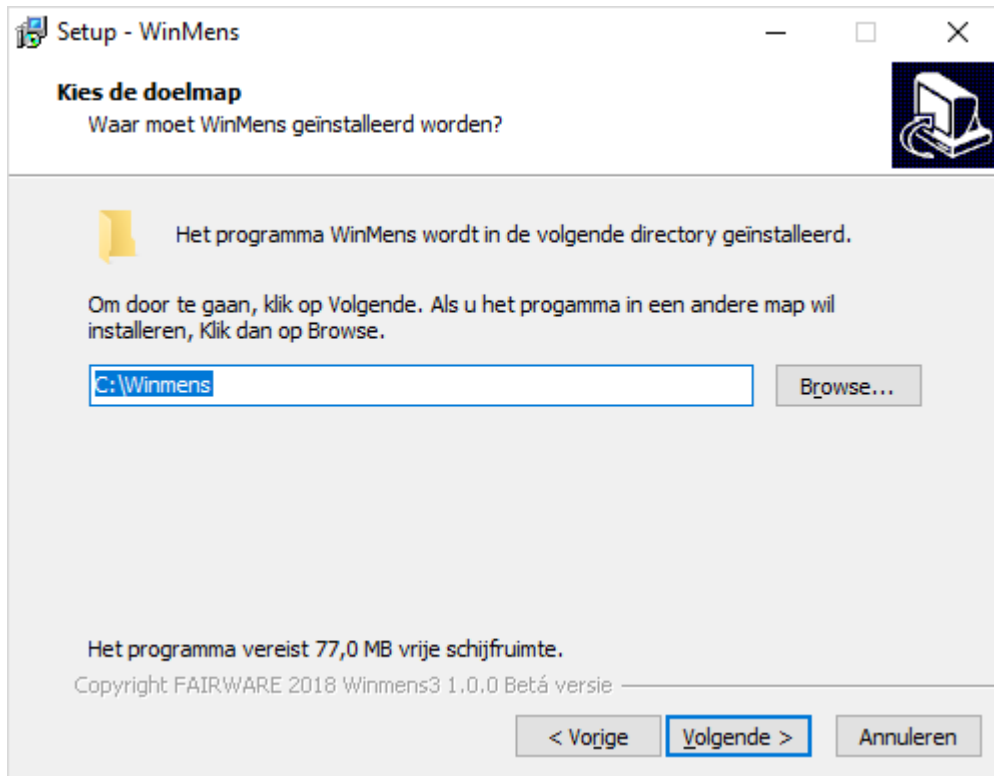 Setup - WinMens
Kies de doelmap
Waar moet WinMens geïnstalleerd worden?
Het programma WinMens wordt in de volgende directory geïnstalleerd.
Om door te gaan, klik op Volgende. Als u het progamma in een andere map wil
installeren, Klik dan op Browse.
C:\Winmens
Browse...
Het programma vereist 77,0 MB vrije schijfruimte.
Copyright FAIRWARE 2018 Winmens3 1.0.0 Betá versie
< Vorige
Volgende >
Annuleren